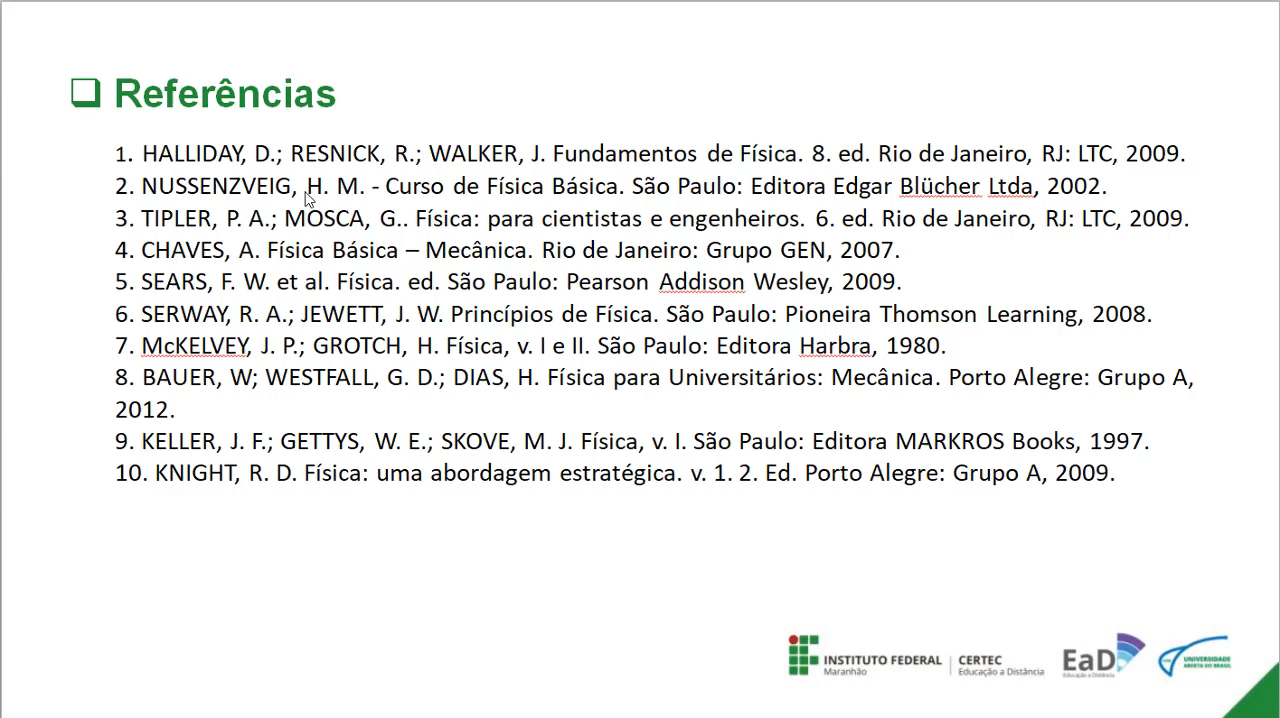 Referências
1. HALLIDAY, D.; RESNICK, R.; WALKER, J. Fundamentos de Física. 8. ed. Rio de Janeiro, RJ: LTC, 2009.
2. NUSSENZVEIG, H. M. - Curso de Física Básica. São Paulo: Editora Edgar Blücher Ltda, 2002.
3. TIPLER, P. A.; MOSCA, G.. Física: para cientistas e engenheiros. 6. ed. Rio de Janeiro, RJ: LTC, 2009.
4. CHAVES, A. Física Básica – Mecânica. Rio de Janeiro: Grupo GEN, 2007.
5. SEARS, F. W. et al. Física. ed. São Paulo: Pearson Addison Wesley, 2009.
6. SERWAY, R. A.; JEWETT, J. W. Princípios de Física. São Paulo: Pioneira Thomson Learning, 2008.
7. McKELVEY, J. P.; GROTCH, H. Física, v. I e II. São Paulo: Editora Harbra, 1980.
8. BAUER, W; WESTFALL, G. D.; DIAS, H. Física para Universitários: Mecânica. Porto Alegre: Grupo A,
2012.
9. KELLER, J. F.; GETTYS, W. E.; SKOVE, M. J. Física, v. I. São Paulo: Editora MARKROS Books, 1997.
10. KNIGHT, R. D. Física: uma abordagem estratégica. v. 1. 2. Ed. Porto Alegre: Grupo A, 2009.
INSTITUTO FEDERAL
Maranhão
CERTEC
Educação a Distância
EaD
Educação a Distância
UNIVERSIDADE
ABERTA DO BRASIL